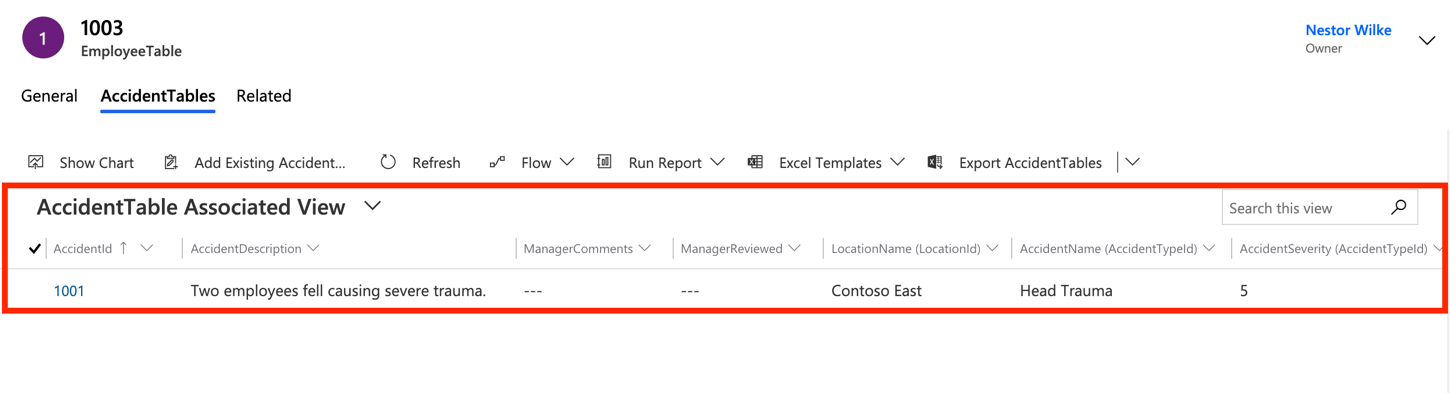 1
1003
EmployeeTable
Nestor Wilke
Owner
General AccidentTables Related
Show Chart Add Existing Accident... Refresh Flow Run Report Excel Templates Export AccidentTables
AccidentTable Associated View
Search this view
AccidentId AccidentDescription ManagerComments ManagerReviewed LocationName (LocationId) AccidentName (AccidentTypeId) AccidentSeverity (AccidentTypeId)
1001 Two employees fell causing severe trauma. --- --- Contoso East Head Trauma 5